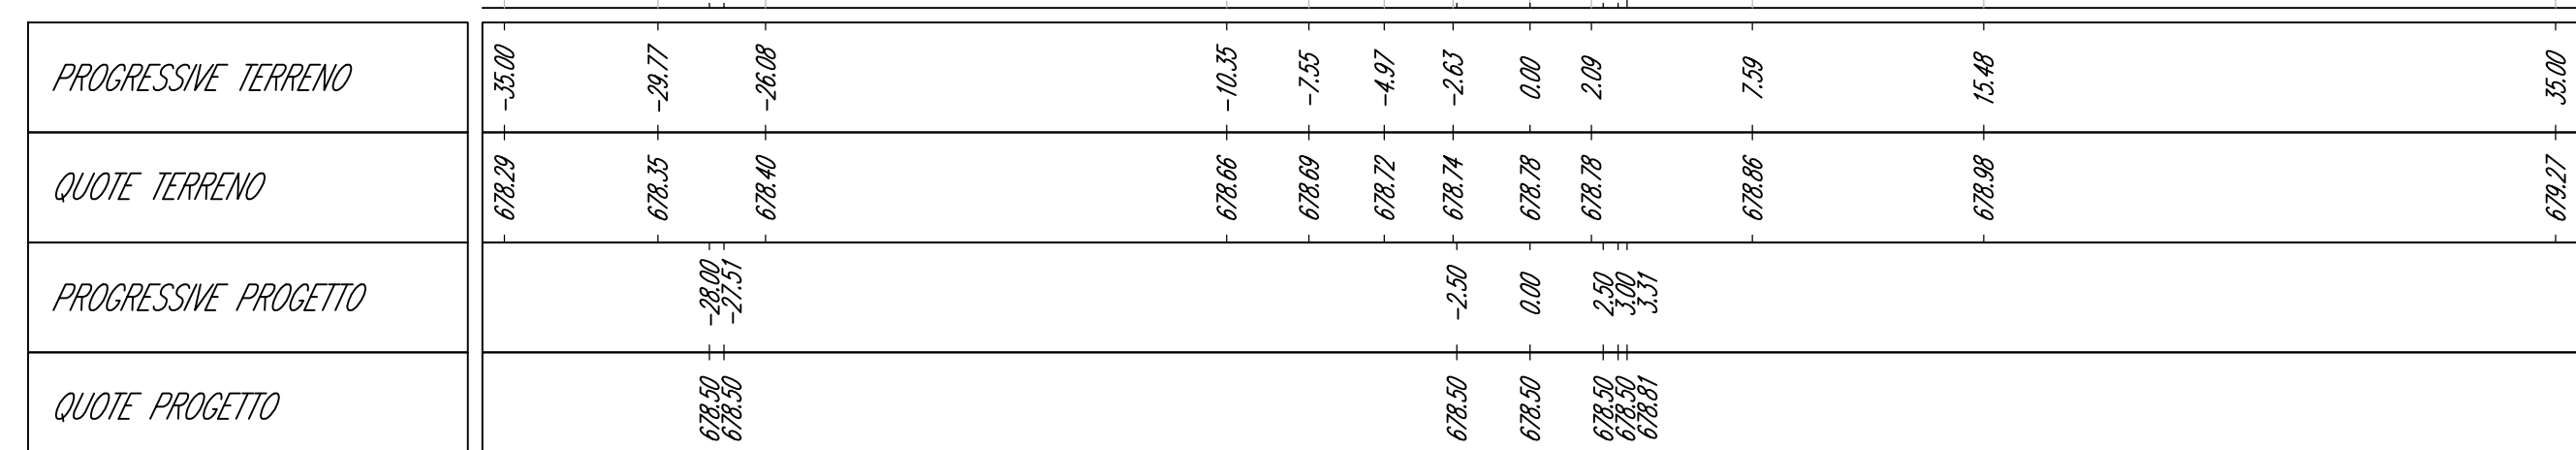 PROGRESSIVE TERRENO -35.00 -29.77 -26.08 -10.35 -7.55 -4.97 -2.63 0.00 2.09 7.59 15.48 35.00
QUOTE TERRENO 678.29 678.35 678.40 678.66 678.69 678.72 678.74 678.78 678.78 678.86 678.98 679.27
PROGRESSIVE PROGETTO -28.00 -27.51 -2.50 0.00 2.50 3.00 3.31
QUOTE PROGETTO 678.50 678.50 678.50 678.50 678.50 678.50 678.81